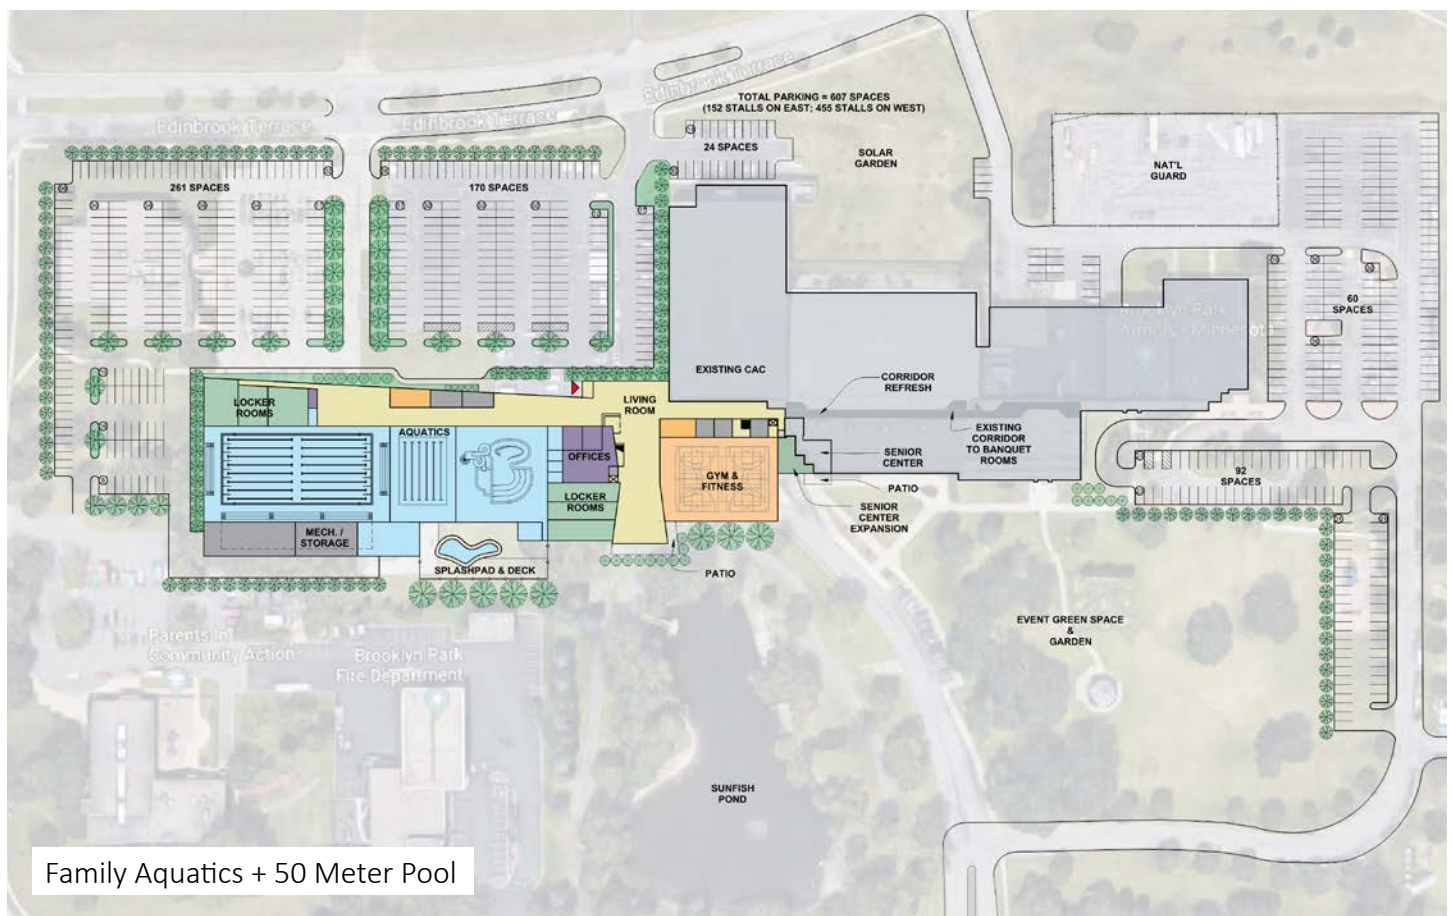 Edinbrook Terrace
TOTAL PARKING = 607 SPACES
(152 STALLS ON EAST; 455 STALLS ON WEST)
Edinbrook Terrace
Edinbrook Terrace
24 SPACES
SOLAR
GARDEN
NAT'L
GUARD
261 SPACES
170 SPACES
60
SPACES
EXISTING CAC
CORRIDOR
REFRESH
LOCKER
ROOMS
LIVING
ROOM
AQUATICS
EXISTING
CORRIDOR
TO BANQUET
ROOMS
OFFICES
SENIOR
CENTER
GYM &
FITNESS
92
SPACES
PATIO
LOCKER
ROOMS
SENIOR
CENTER
EXPANSION
MECH. /
STORAGE
SPLASHPAD & DECK
PATIO
EVENT GREEN SPACE
&
GARDEN
Parents In
Community Action
Brooklyn Park
Fire Department
SUNFISH
POND
Family Aquatics + 50 Meter Pool